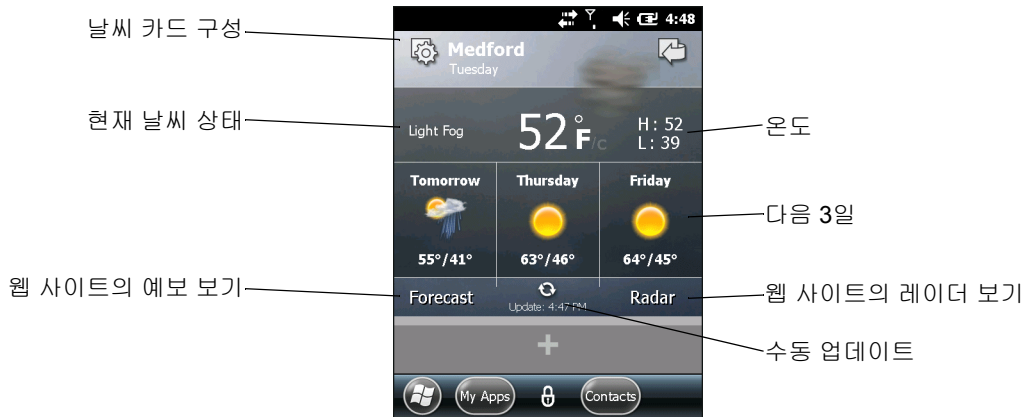 날씨 카드 구성
현재 날씨 상태
웹 사이트의 예보 보기
4:48
Medford
Tuesday
Light Fog
52°F/C
H: 52
L: 39
Tomorrow Thursday Friday
55°/41° 63°/46° 64°/45°
Forecast Radar
Update: 4:47 PM
My Apps Contacts
온도
다음 3일
웹 사이트의 레이더 보기
수동 업데이트